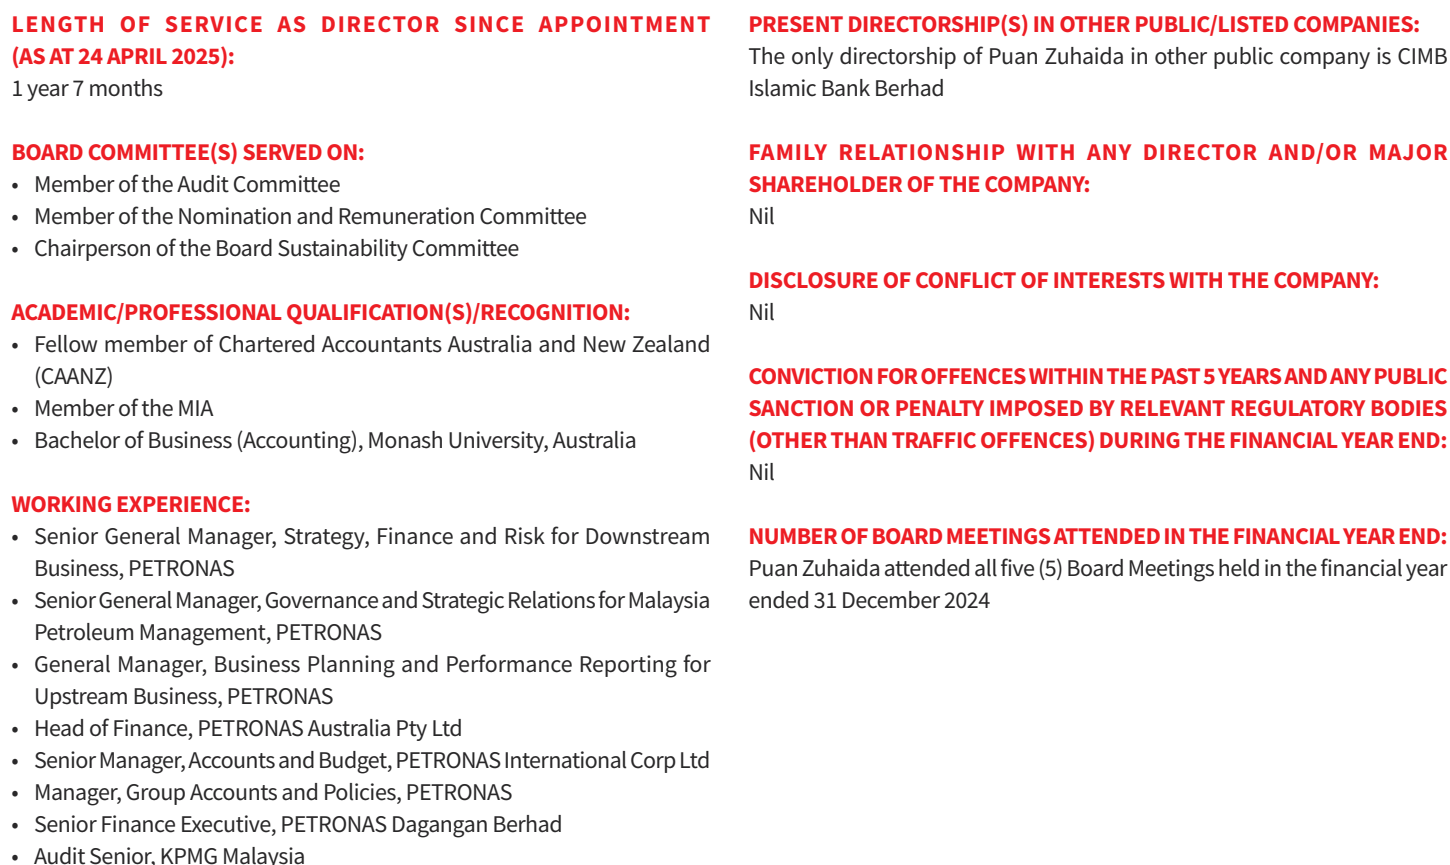 LENGTH OF SERVICE AS DIRECTOR SINCE APPOINTMENT
(AS AT 24 APRIL 2025):
1 year 7 months
BOARD COMMITTEE(S) SERVED ON:
• Member of the Audit Committee
• Member of the Nomination and Remuneration Committee
• Chairperson of the Board Sustainability Committee
ACADEMIC/PROFESSIONAL QUALIFICATION(S)/RECOGNITION:
• Fellow member of Chartered Accountants Australia and New Zealand
(CAANZ)
• Member of the MIA
• Bachelor of Business (Accounting), Monash University, Australia
WORKING EXPERIENCE:
• Senior General Manager, Strategy, Finance and Risk for Downstream
Business, PETRONAS
• Senior General Manager, Governance and Strategic Relations for Malaysia
Petroleum Management, PETRONAS
• General Manager, Business Planning and Performance Reporting for
Upstream Business, PETRONAS
• Head of Finance, PETRONAS Australia Pty Ltd
• Senior Manager, Accounts and Budget, PETRONAS International Corp Ltd
• Manager, Group Accounts and Policies, PETRONAS
• Senior Finance Executive, PETRONAS Dagangan Berhad
• Audit Senior, KPMG Malaysia
PRESENT DIRECTORSHIP(S) IN OTHER PUBLIC/LISTED COMPANIES:
The only directorship of Puan Zuhaida in other public company is CIMB
Islamic Bank Berhad
FAMILY RELATIONSHIP WITH ANY DIRECTOR AND/OR MAJOR
SHAREHOLDER OF THE COMPANY:
Nil
DISCLOSURE OF CONFLICT OF INTERESTS WITH THE COMPANY:
Nil
CONVICTION FOR OFFENCES WITHIN THE PAST 5 YEARS AND ANY PUBLIC
SANCTION OR PENALTY IMPOSED BY RELEVANT REGULATORY BODIES
(OTHER THAN TRAFFIC OFFENCES) DURING THE FINANCIAL YEAR END:
Nil
NUMBER OF BOARD MEETINGS ATTENDED IN THE FINANCIAL YEAR END:
Puan Zuhaida attended all five (5) Board Meetings held in the financial year
ended 31 December 2024